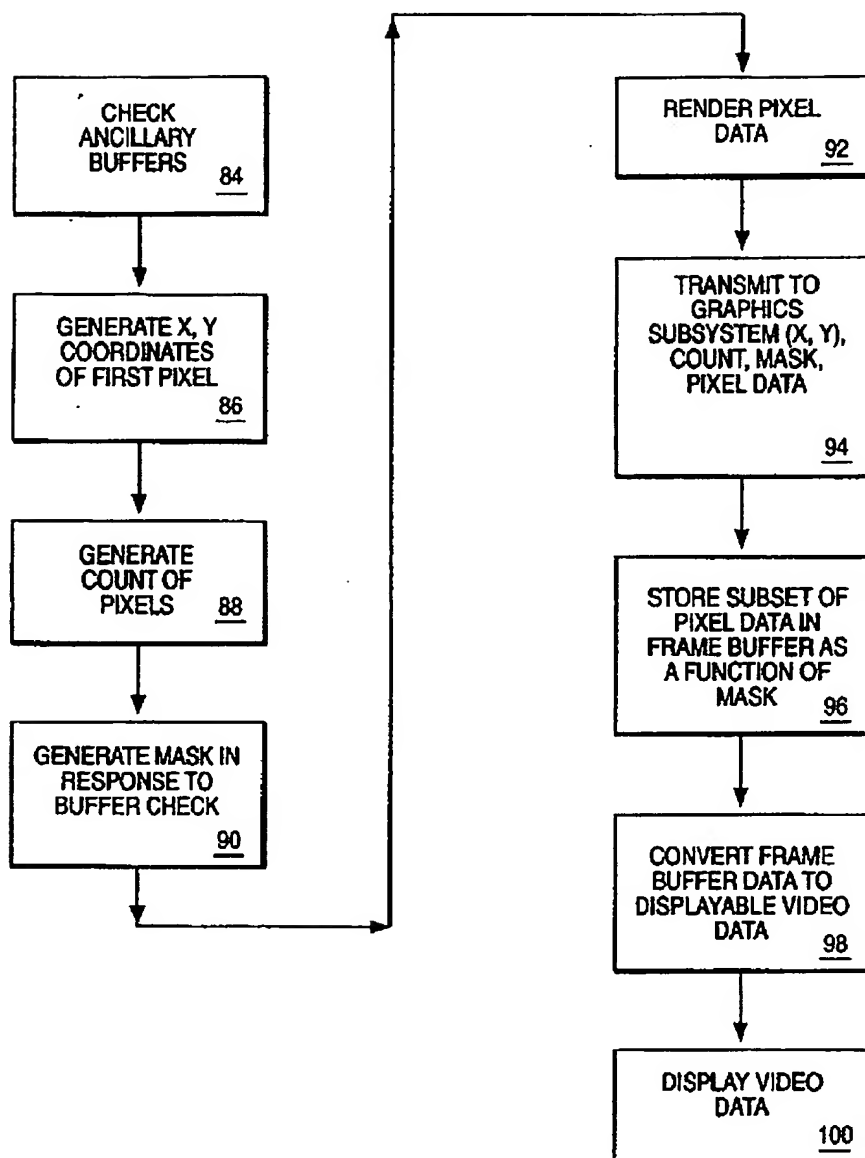 CHECK
ANCILLARY
BUFFERS
84
GENERATE X, Y
COORDINATES
OF FIRST PIXEL
86
GENERATE
COUNT OF
PIXELS
88
GENERATE MASK IN
RESPONSE TO
BUFFER CHECK
90
RENDER PIXEL
DATA
92
TRANSMIT TO
GRAPHICS
SUBSYSTEM (X, Y),
COUNT, MASK,
PIXEL DATA
94
STORE SUBSET OF
PIXEL DATA IN
FRAME BUFFER AS
A FUNCTION OF
MASK
96
CONVERT FRAME
BUFFER DATA TO
DISPLAYABLE VIDEO
DATA
98
DISPLAY VIDEO
DATA
100